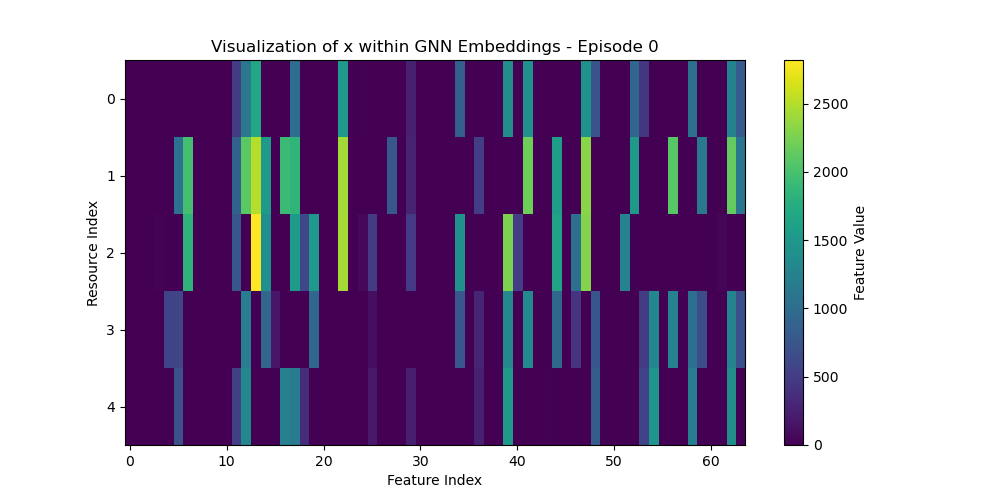 Visualization of x within GNN Embeddings - Episode 0
Resource Index
0
1
2
3
4
0 10 20 30 40 50 60
Feature Index
2500
2000
1500
1000
500
0
Feature Value